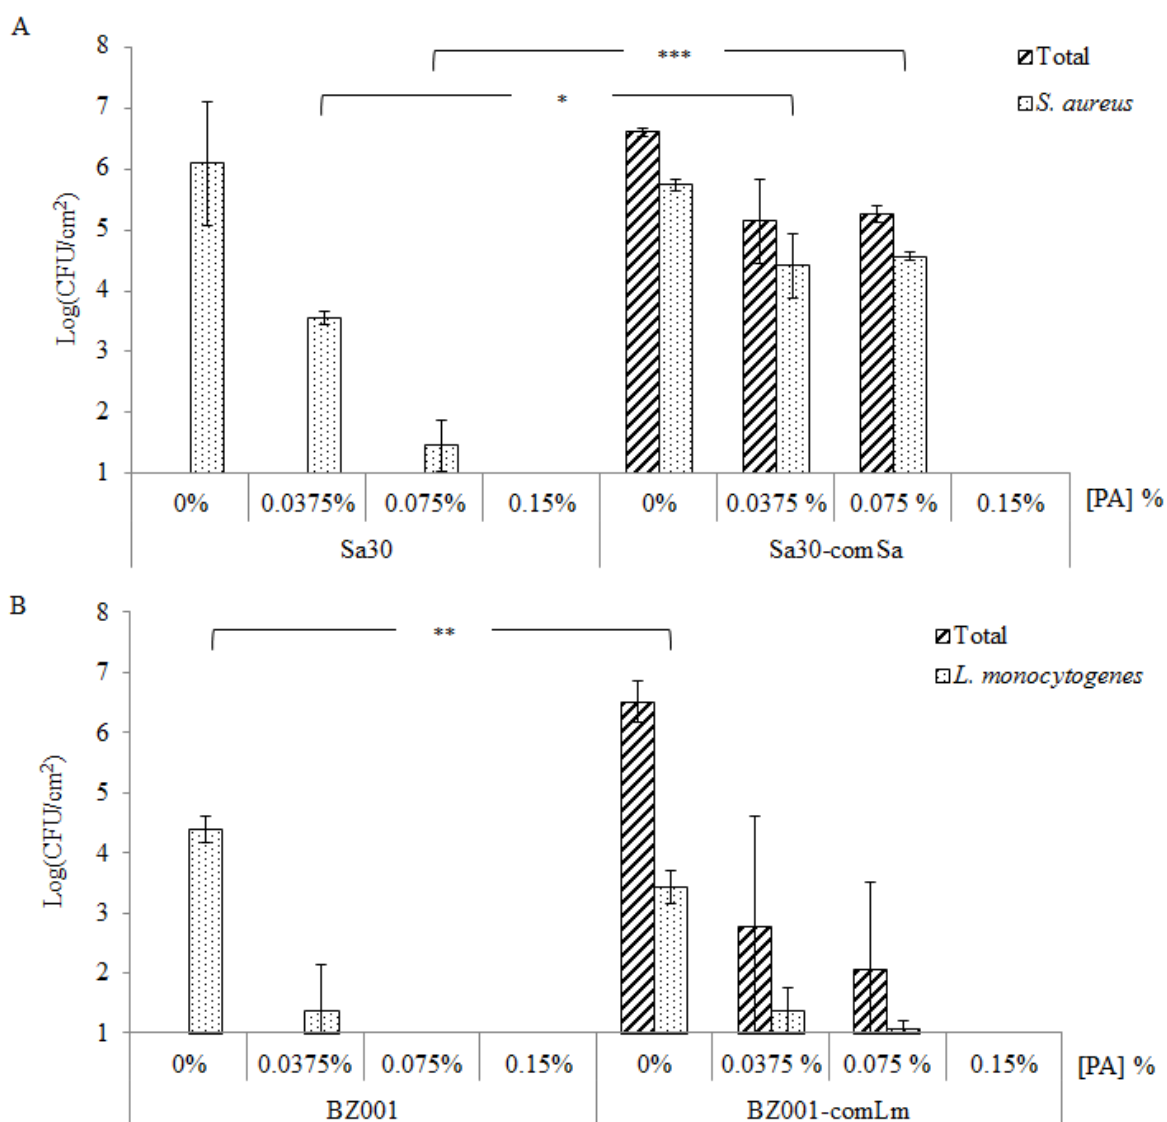 A
8
7
6
5
4
3
2
1
Log(CFU/cm²)
***
*
Total
S. aureus
0% 0.0375% 0.075% 0.15% 0% 0.0375 % 0.075 % 0.15% [PA] %
Sa30 Sa30-comSa
B
8
7
6
5
4
3
2
1
Log(CFU/cm²)
**
Total
L. monocytogenes
0% 0.0375% 0.075% 0.15% 0% 0.0375 % 0.075 % 0.15% [PA] %
BZ001 BZ001-comLm